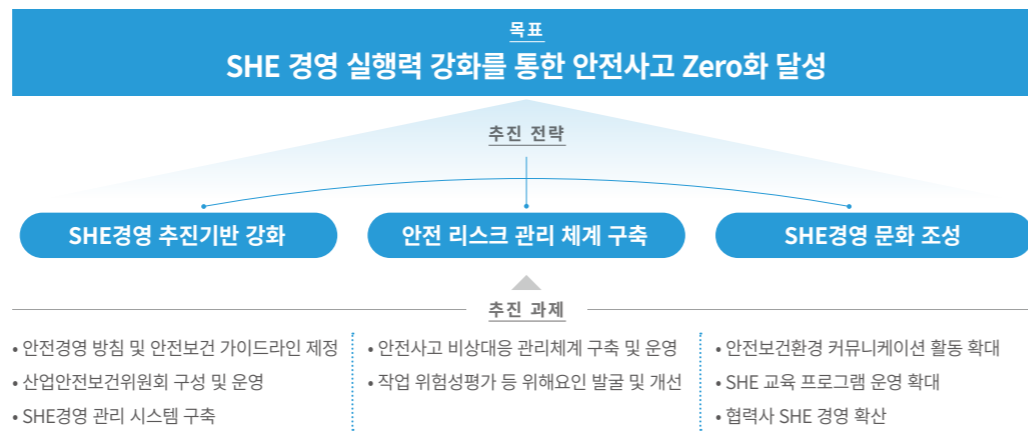 목표
SHE 경영 실행력 강화를 통한 안전사고 Zero화 달성
추진 전략
SHE경영 추진기반 강화
안전 리스크 관리 체계 구축
SHE경영 문화 조성
추진 과제
• 안전경영 방침 및 안전보건 가이드라인 제정
• 산업안전보건위원회 구성 및 운영
• SHE경영 관리 시스템 구축
• 안전사고 비상대응 관리체계 구축 및 운영
• 작업 위험성평가 등 위해요인 발굴 및 개선
• 안전보건환경 커뮤니케이션 활동 확대
• SHE 교육 프로그램 운영 확대
• 협력사 SHE 경영 확산